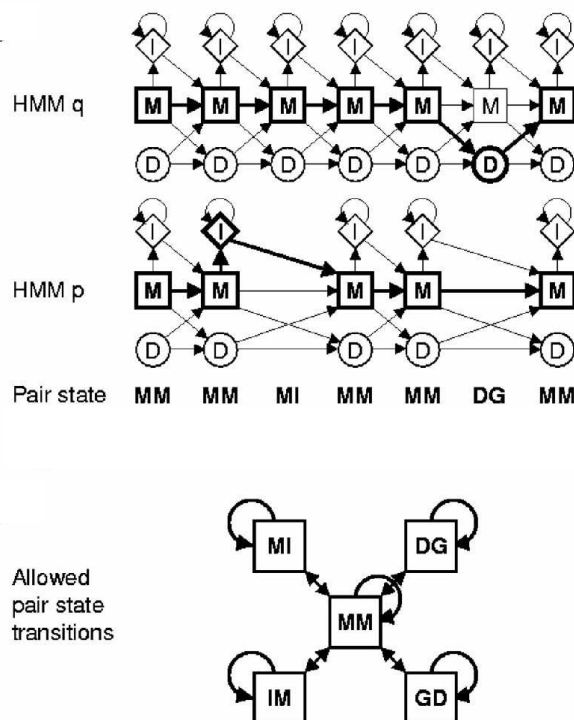 I I I I I I I
HMM q M M M M M M M
D D D D D D D
I I I I I
HMM p M M M M M
D D D D D
Pair state MM MM MI MM MM DG MM
MI DG
Allowed
pair state
transitions
MM
IM GD